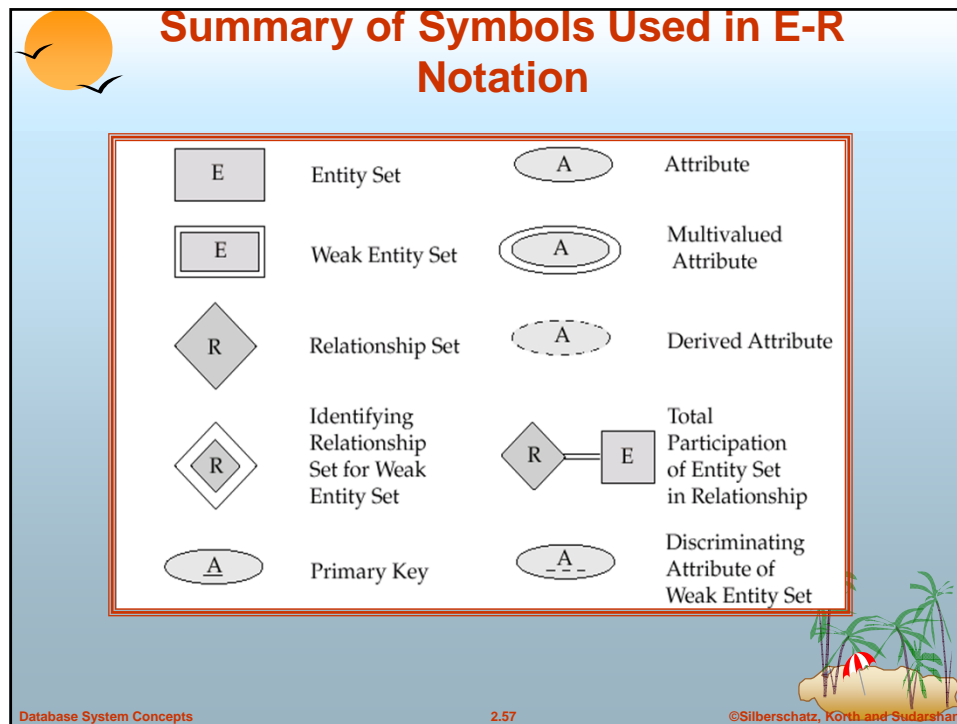 Summary of Symbols Used in E-R
Notation
E
Entity Set
A
Attribute
E
Weak Entity Set
A
Multivalued
Attribute
R
Relationship Set
A
Derived Attribute
R
Identifying
Relationship
Set for Weak
Entity Set
R
E
Total
Participation
of Entity Set
in Relationship
A
Primary Key
A
Discriminating
Attribute of
Weak Entity Set
Database System Concepts
2.57
©Silberschatz, Korth and Sudarshan